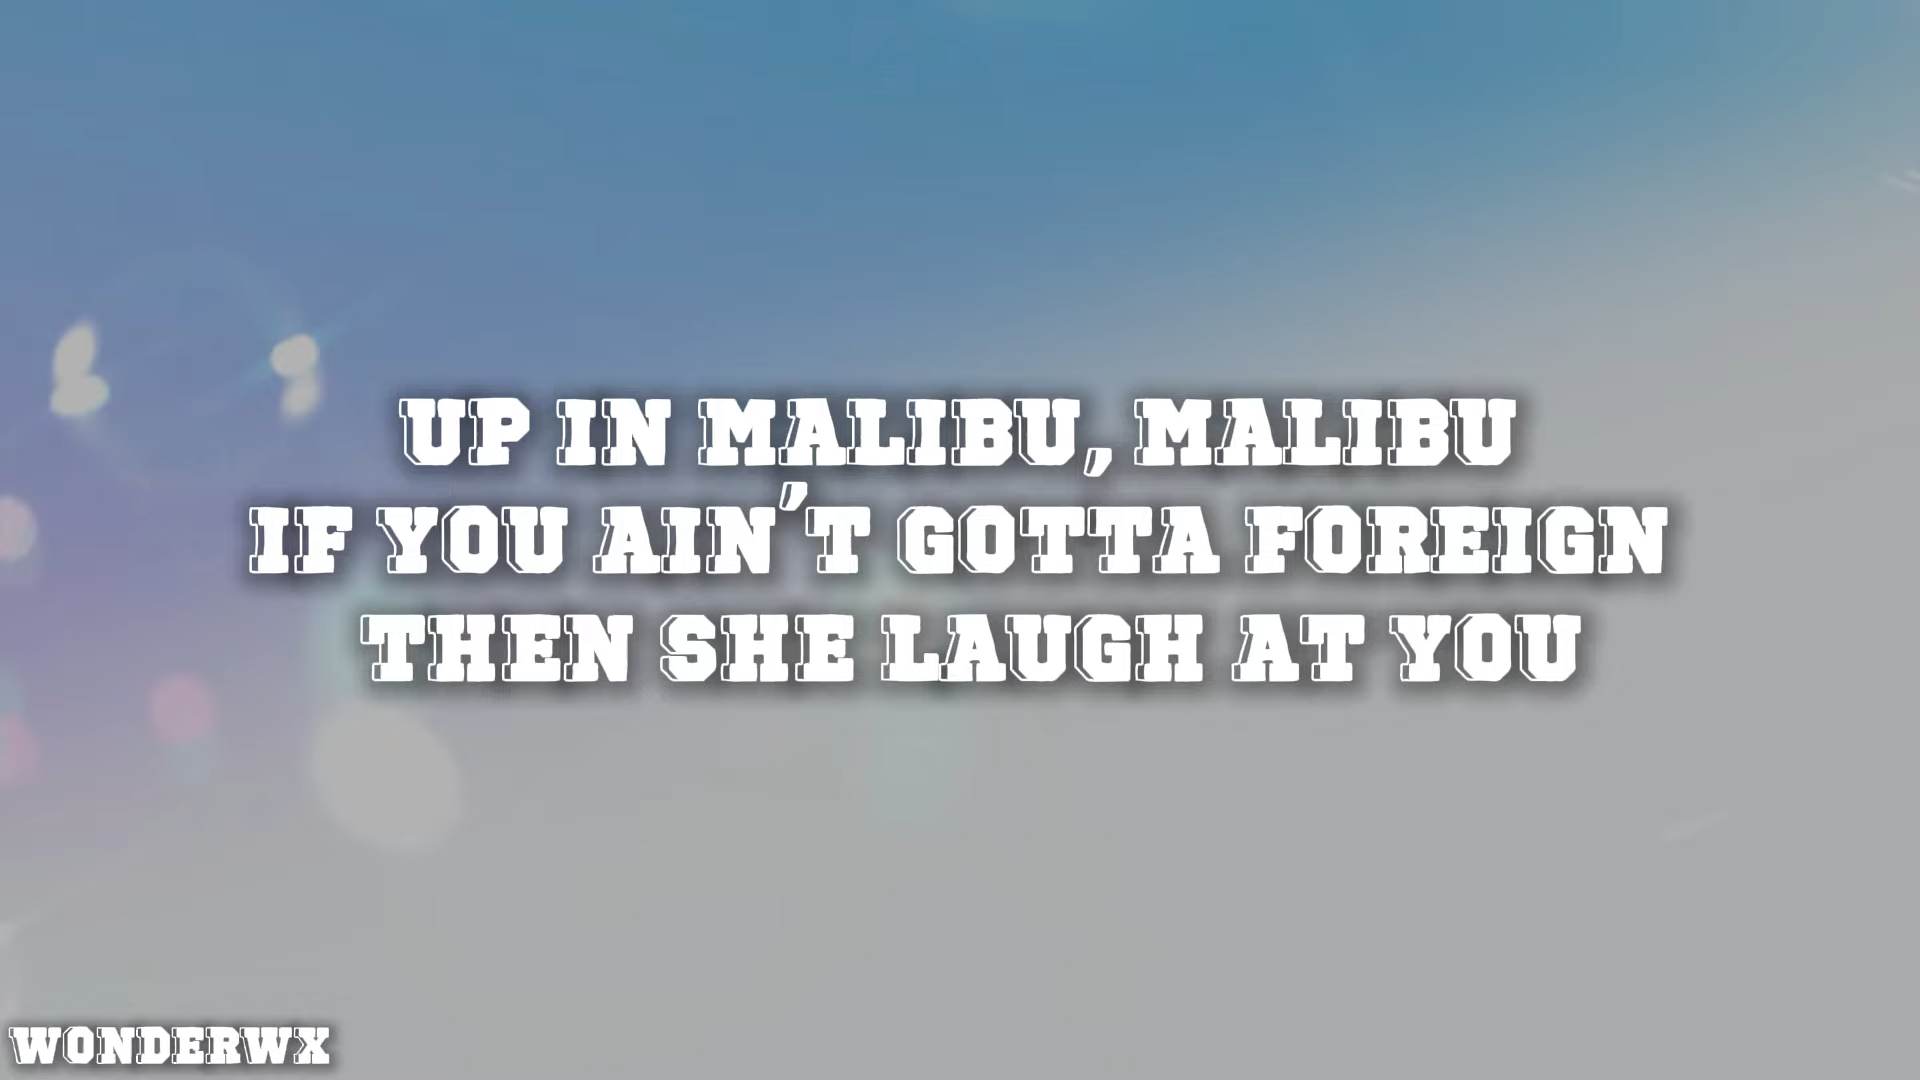 UP IN MALIBU, MALIBU
IF YOU AIN'T GOTTA FOREIGN
THEN SHE LAUGH AT YOU
WONDERWX